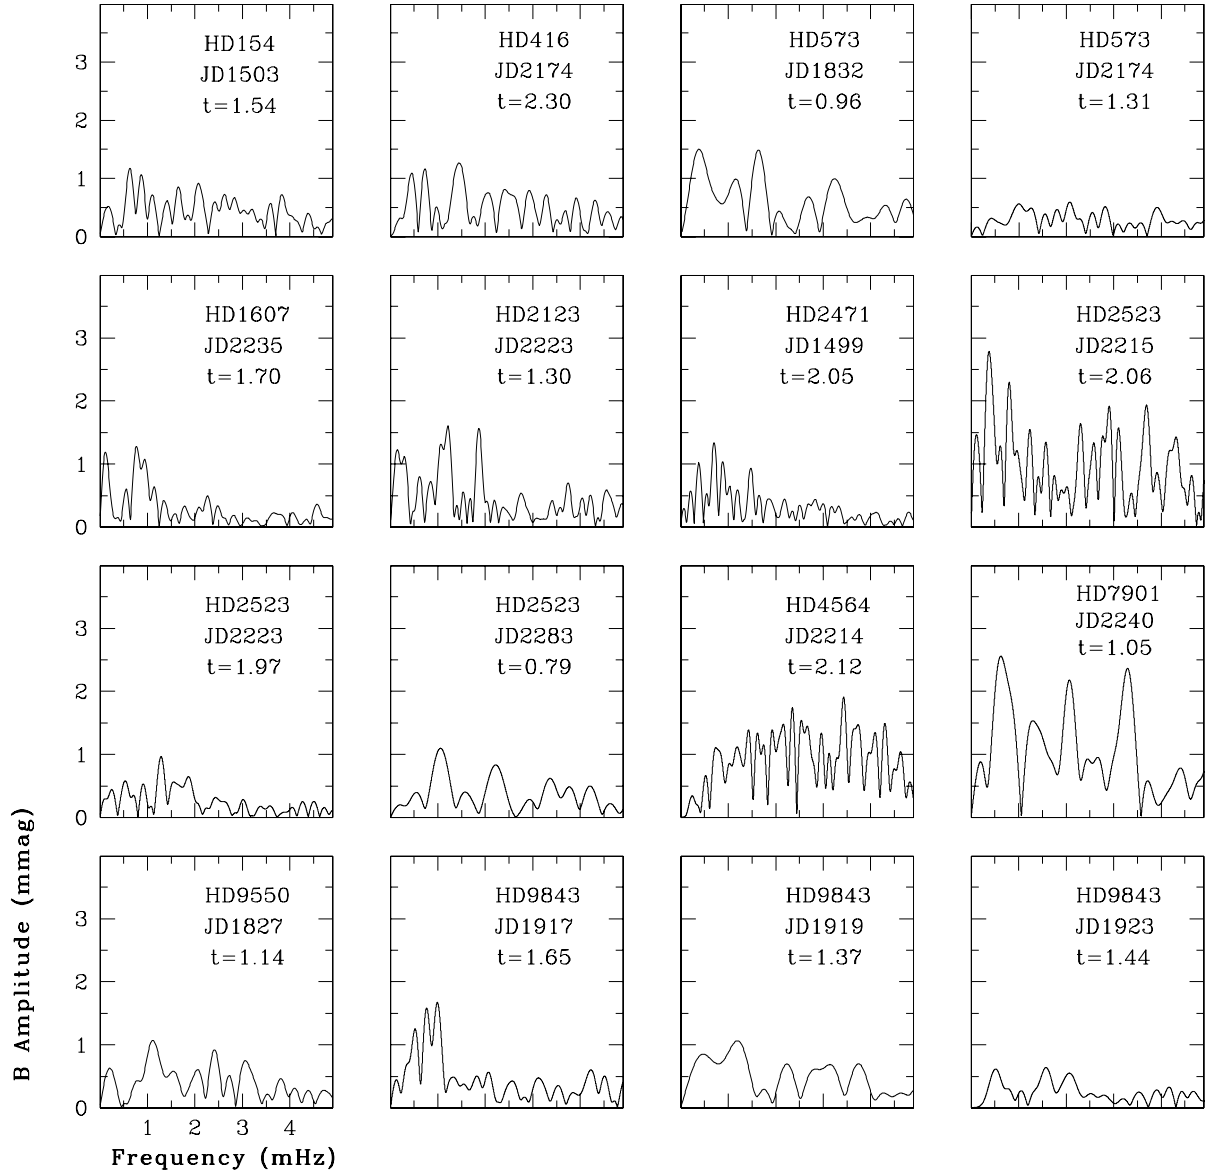 HD154
JD1503
t=1.54
HD416
JD2174
t=2.30
HD573
JD1832
t=0.96
HD573
JD2174
t=1.31
3
2
1
0
HD1607
JD2235
t=1.70
HD2123
JD2223
t=1.30
HD2471
JD1499
t=2.05
HD2523
JD2215
t=2.06
3
2
1
0
HD2523
JD2223
t=1.97
HD2523
JD2283
t=0.79
HD4564
JD2214
t=2.12
HD7901
JD2240
t=1.05
3
2
1
0
HD9550
JD1827
t=1.14
HD9843
JD1917
t=1.65
HD9843
JD1919
t=1.37
HD9843
JD1923
t=1.44
3
2
1
0
1 2 3 4
Frequency (mHz)
B Amplitude (mmag)